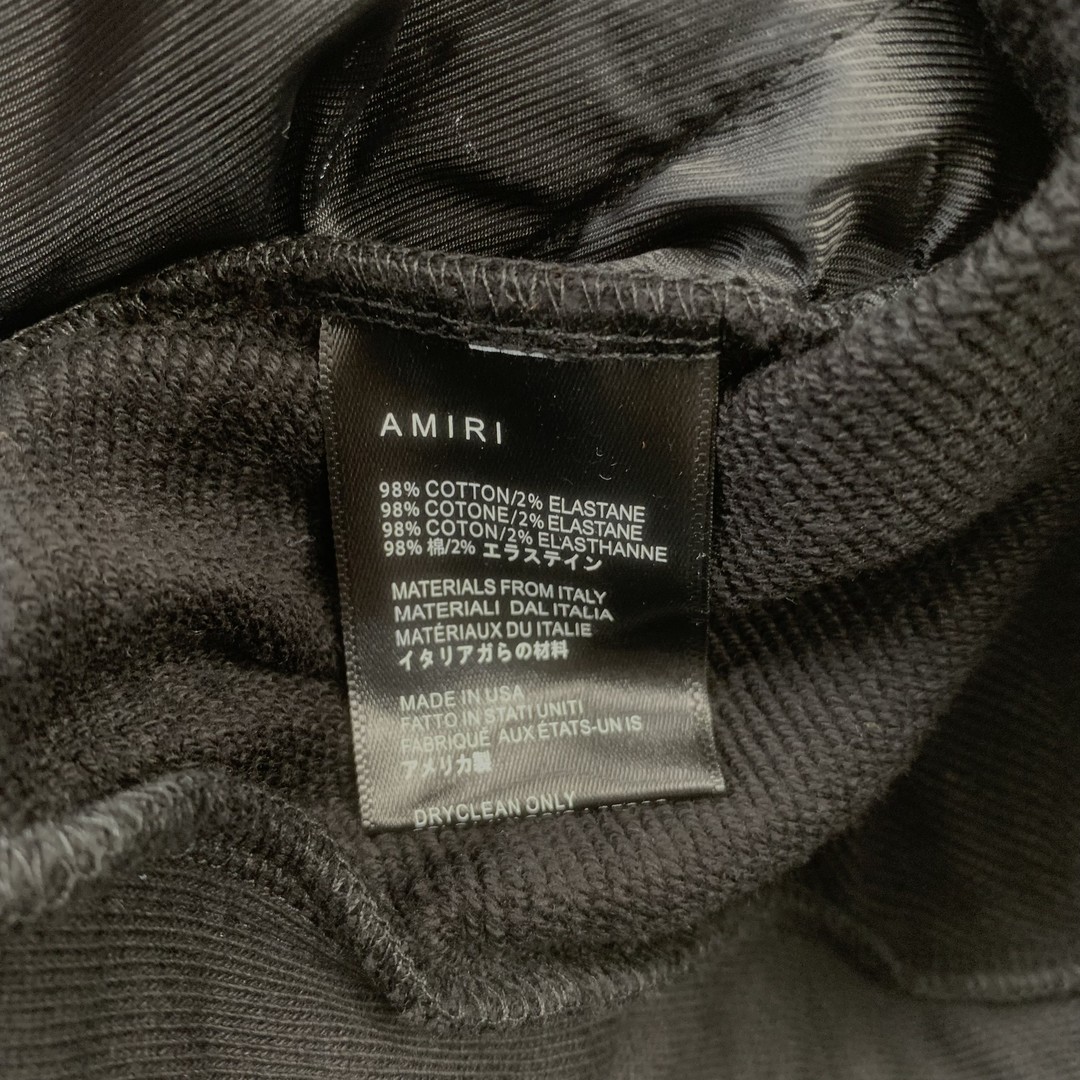 AMIRI
98% COTTON/2% ELASTANE
98% COTONE/2% ELASTANE
98% COTON/2% ELASTHANNE
98% 棉/2% エラステイン
MATERIALS FROM ITALY
MATERIALI DAL ITALIA
MATÉRIAUX DU ITALIE
イタリアガらの材料
MADE IN USA
FATTO IN STATI UNITI
FABRIQUÉ AUX ÉTATS-UN IS
アメリカ製
DRYCLEAN ONLY